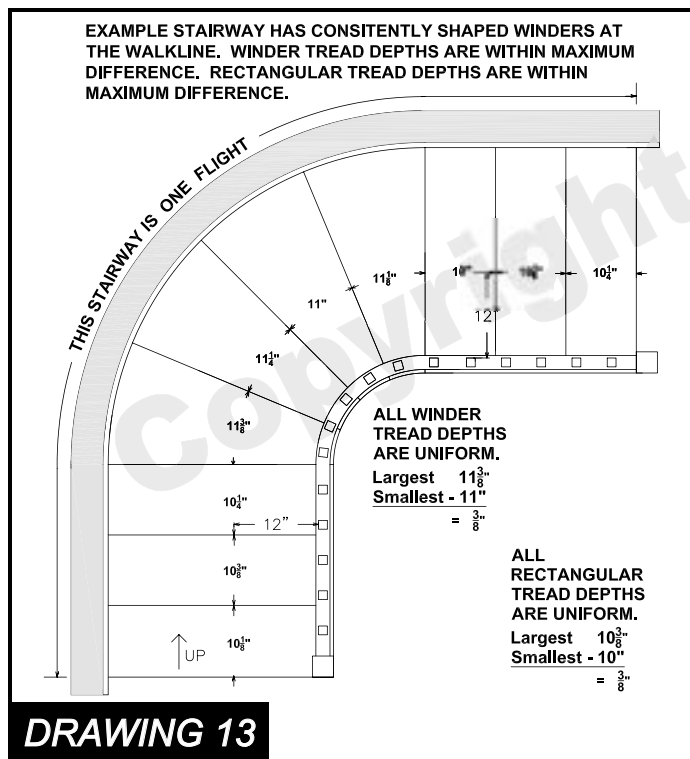 EXAMPLE STAIRWAY HAS CONSITENTLY SHAPED WINDERS AT
THE WALKLINE. WINDER TREAD DEPTHS ARE WITHIN MAXIMUM
DIFFERENCE. RECTANGULAR TREAD DEPTHS ARE WITHIN
MAXIMUM DIFFERENCE.
THIS STAIRWAY IS ONE FLIGHT
Copyright
11 1/8"
10 1/4"
11"
12"
11 1/4"
11 3/8"
10 1/4"
12"
10 3/8"
10 1/8"
UP
ALL WINDER
TREAD DEPTHS
ARE UNIFORM.
Largest 11 3/8"
Smallest - 11"
= 3/8"
ALL
RECTANGULAR
TREAD DEPTHS
ARE UNIFORM.
Largest 10 3/8"
Smallest - 10"
= 3/8"
DRAWING 13